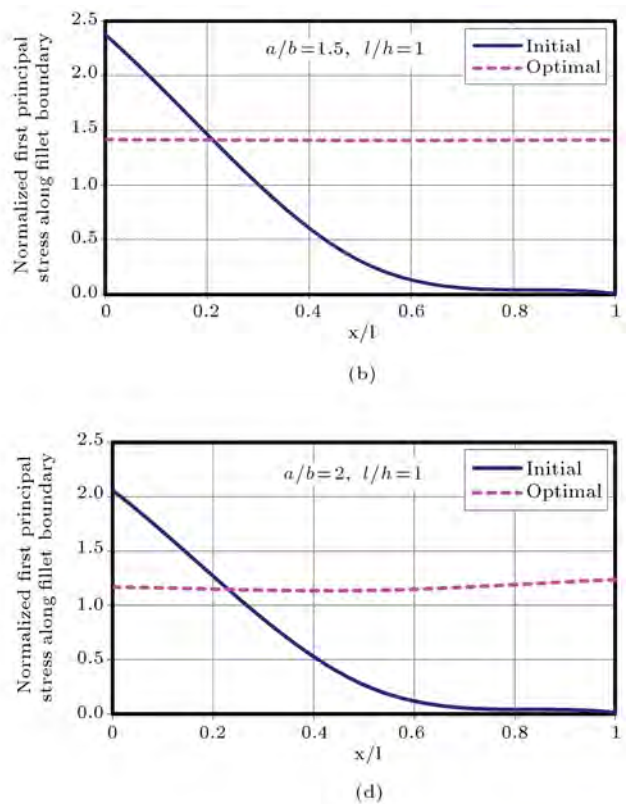 2.5
a/b=1.5, l/h=1
Initial
Optimal
2.0
1.5
1.0
0.5
0.0
Normalized first principal
stress along fillet boundary
0
0.2
0.4
0.6
0.8
1
x/l
(b)
2.5
a/b=2, l/h=1
Initial
Optimal
2.0
1.5
1.0
0.5
0.0
Normalized first principal
stress along fillet boundary
0
0.2
0.4
0.6
0.8
1
x/l
(d)